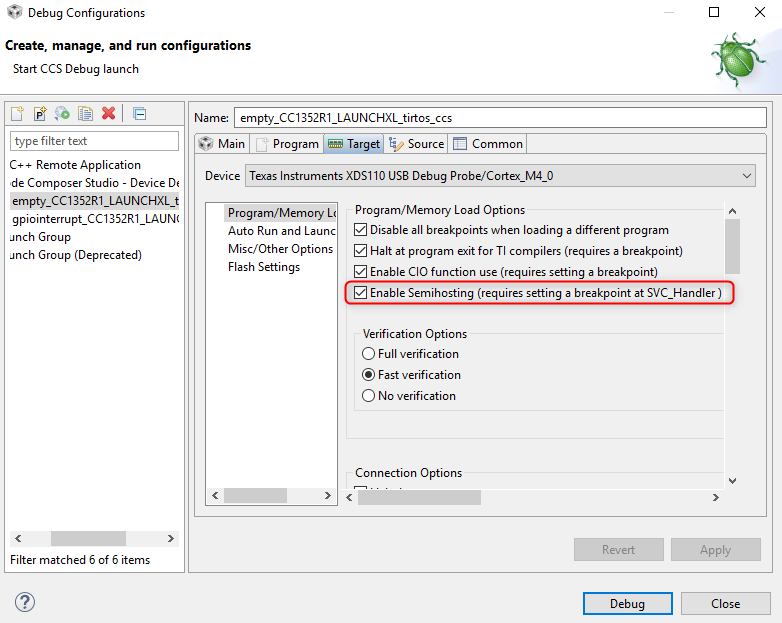 Debug Configurations
Create, manage, and run configurations
Start CCS Debug launch
type filter text
C++ Remote Application
de Composer Studio - Device De
empty_CC1352R1_LAUNCHXL_t
gpiointerrupt_CC1352R1_LAUN
unch Group
unch Group (Deprecated)
Filter matched 6 of 6 items
Name: empty_CC1352R1_LAUNCHXL_tirtos_ccs
Main Program Target Source Common
Device Texas Instruments XDS110 USB Debug Probe/Cortex_M4_0
Program/Memory Lo
Auto Run and Launc
Misc/Other Options
Flash Settings
Program/Memory Load Options
Disable all breakpoints when loading a different program
Halt at program exit for TI compilers (requires a breakpoint)
Enable CIO function use (requires setting a breakpoint)
Enable Semihosting (requires setting a breakpoint at SVC_Handler )
Verification Options
Full verification
Fast verification
No verification
Connection Options
Revert Apply
Debug Close